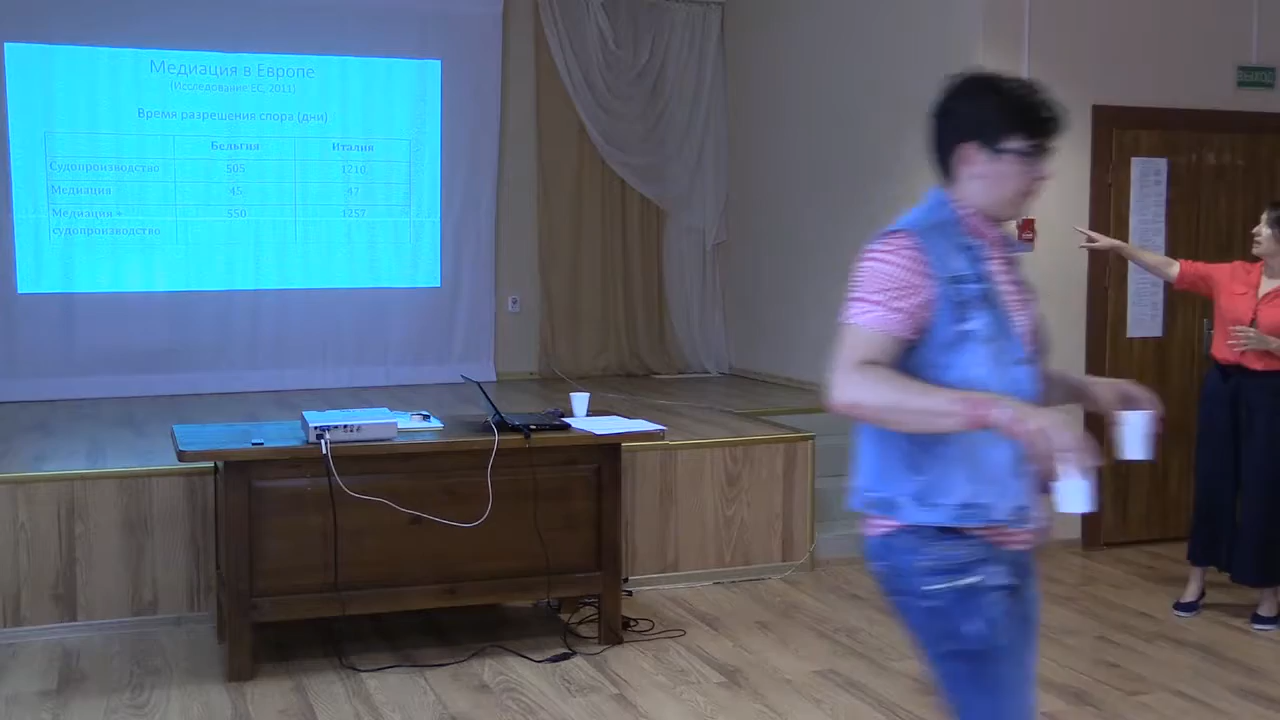 Медиация в Европе
(Исследование ЕС, 2011)
Время разрешения спора (дни)
Бельгия Италия
Судопроизводство 505 1210
Медиация 45 47
Медиация + 550 1257
судопроизводство
ВЫХОД